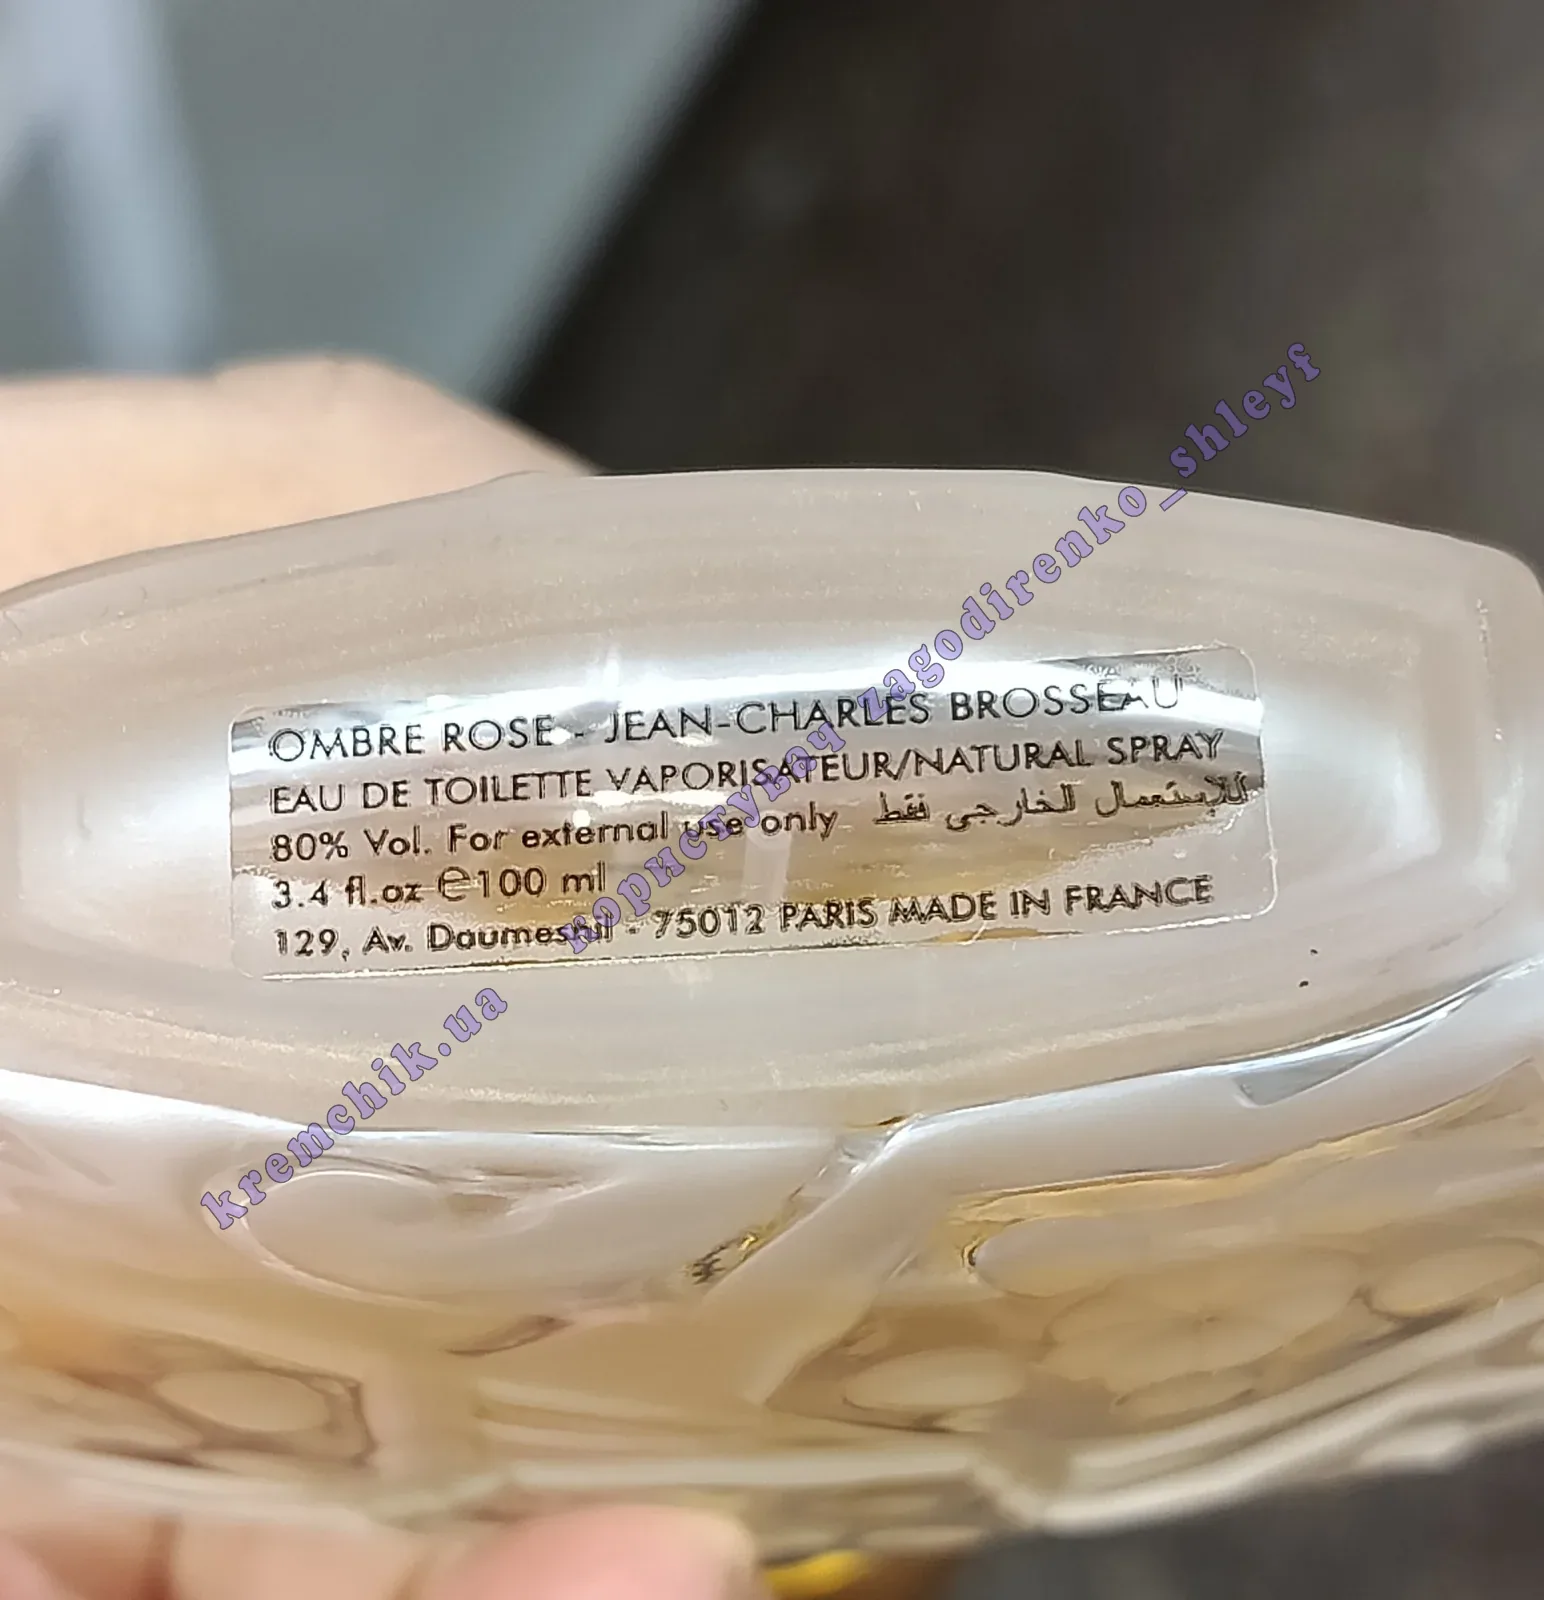 OMBRE ROSE - JEAN-CHARLES BROSSEAU
EAU DE TOILETTE VAPORISATEUR/NATURAL SPRAY
80% Vol. For external use only للإستعمال الخارجي فقط
3.4 fl.oz ℮100 ml
129, Av. Daumesnil - 75012 PARIS MADE IN FRANCE
kremchik.ua користувач zagodirenko_shleyf